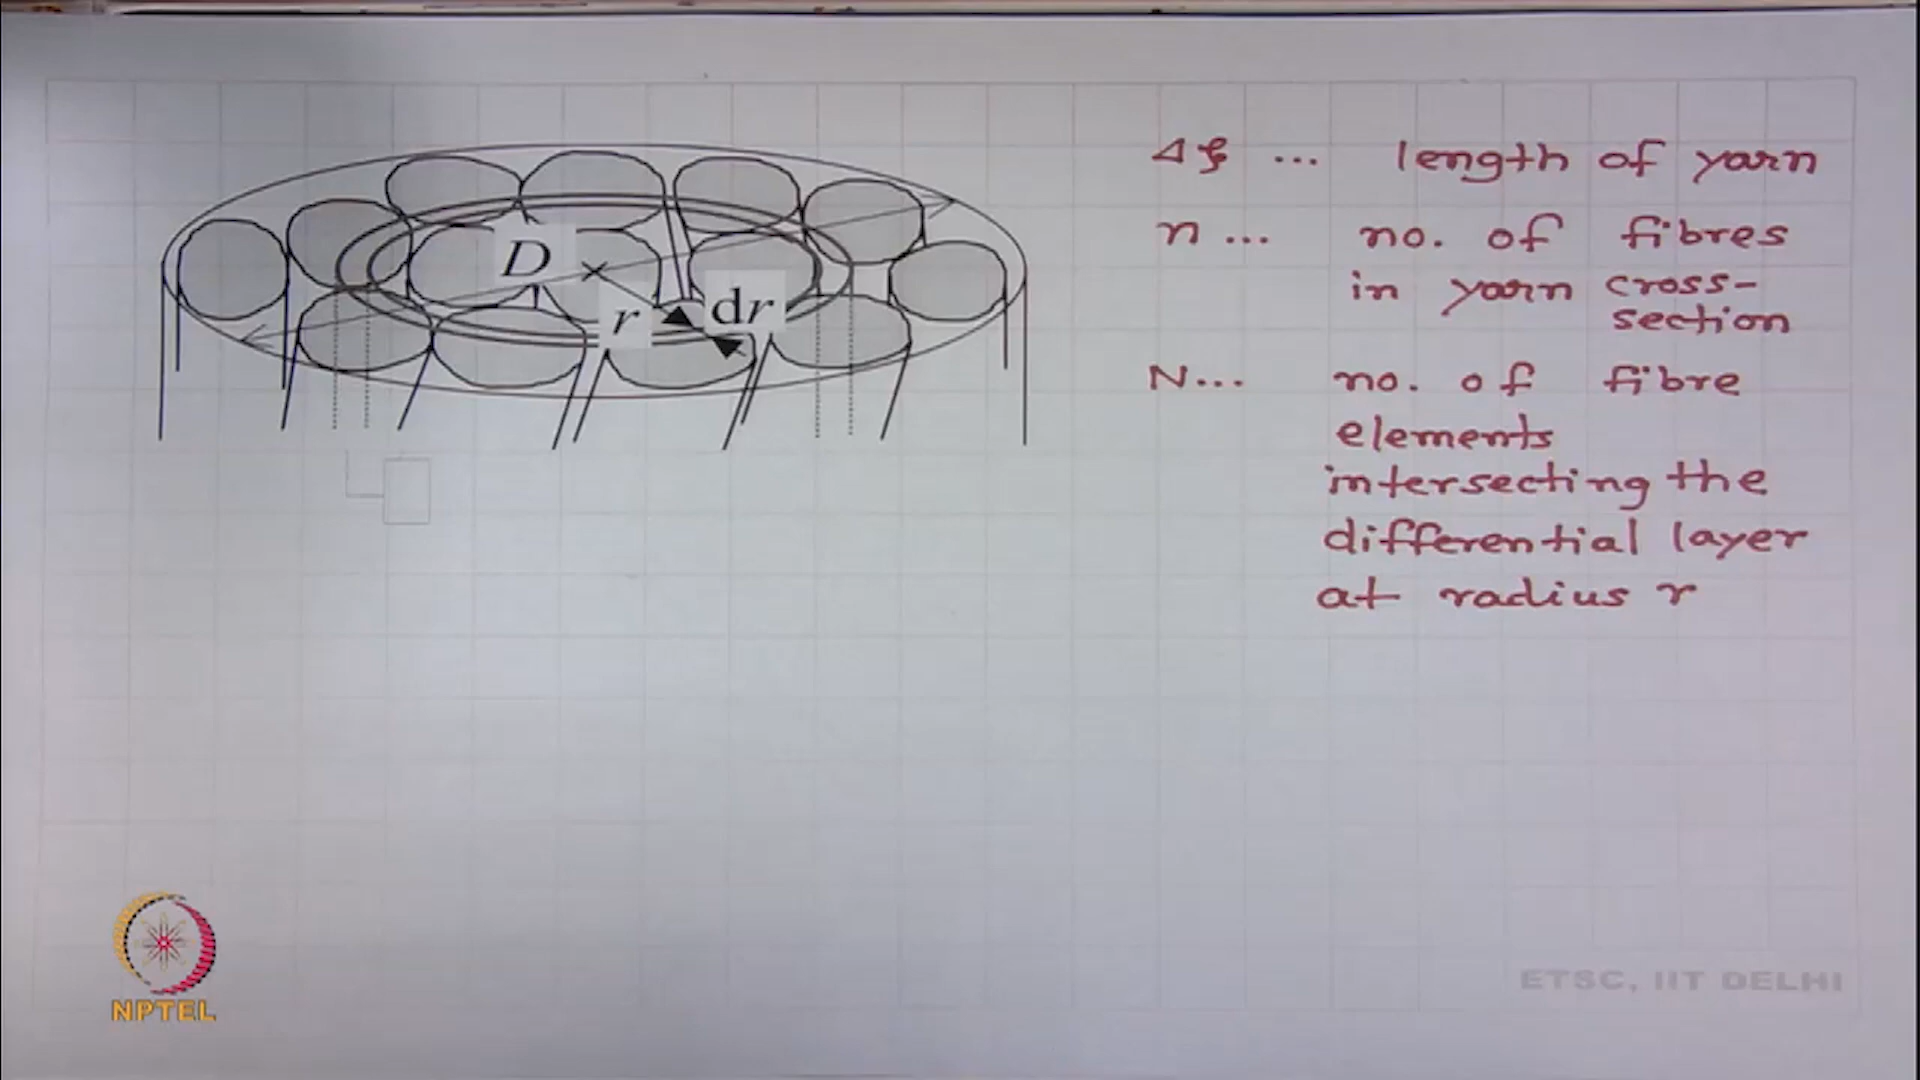 D
r
dr
Δζ ... length of yarn
n ... no. of fibres
in yarn cross-
section
N... no. of fibre
elements
intersecting the
differential layer
at radius r
NPTEL
ETSC, IIT DELHI